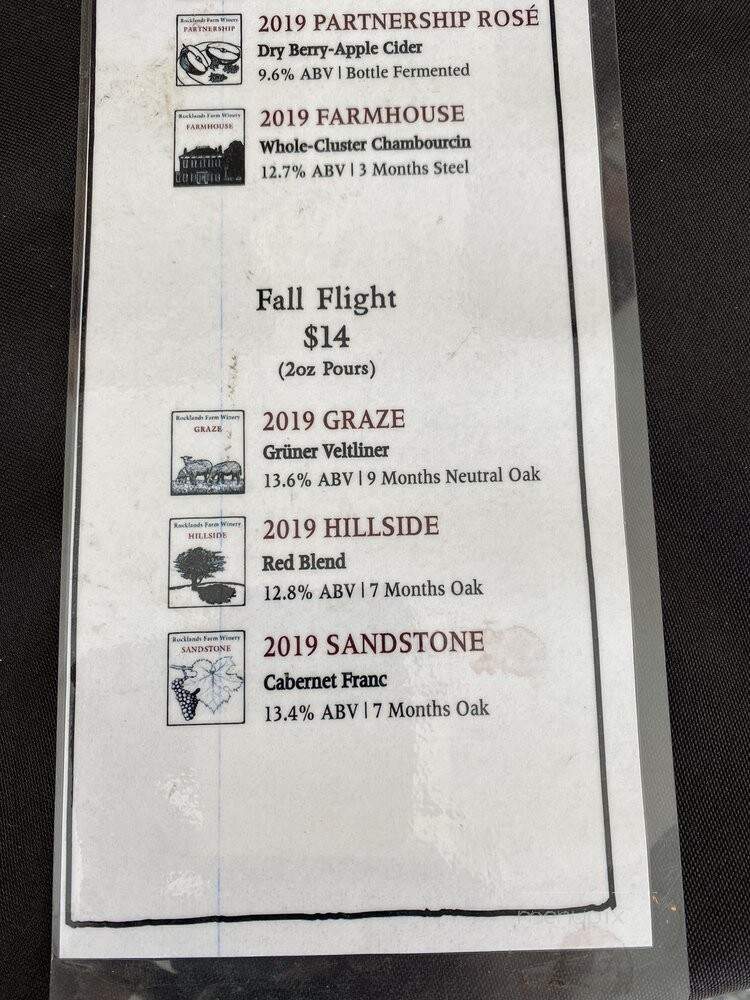 Rocklands Farm Winery
PARTNERSHIP
2019 PARTNERSHIP ROSÉ
Dry Berry-Apple Cider
9.6% ABV | Bottle Fermented
Rocklands Farm Winery
FARMHOUSE
2019 FARMHOUSE
Whole-Cluster Chambourcin
12.7% ABV | 3 Months Steel
Fall Flight
$14
(2oz Pours)
Rocklands Farm Winery
GRAZE
2019 GRAZE
Grüner Veltliner
13.6% ABV | 9 Months Neutral Oak
Rocklands Farm Winery
HILLSIDE
2019 HILLSIDE
Red Blend
12.8% ABV | 7 Months Oak
Rocklands Farm Winery
SANDSTONE
2019 SANDSTONE
Cabernet Franc
13.4% ABV | 7 Months Oak
menupix